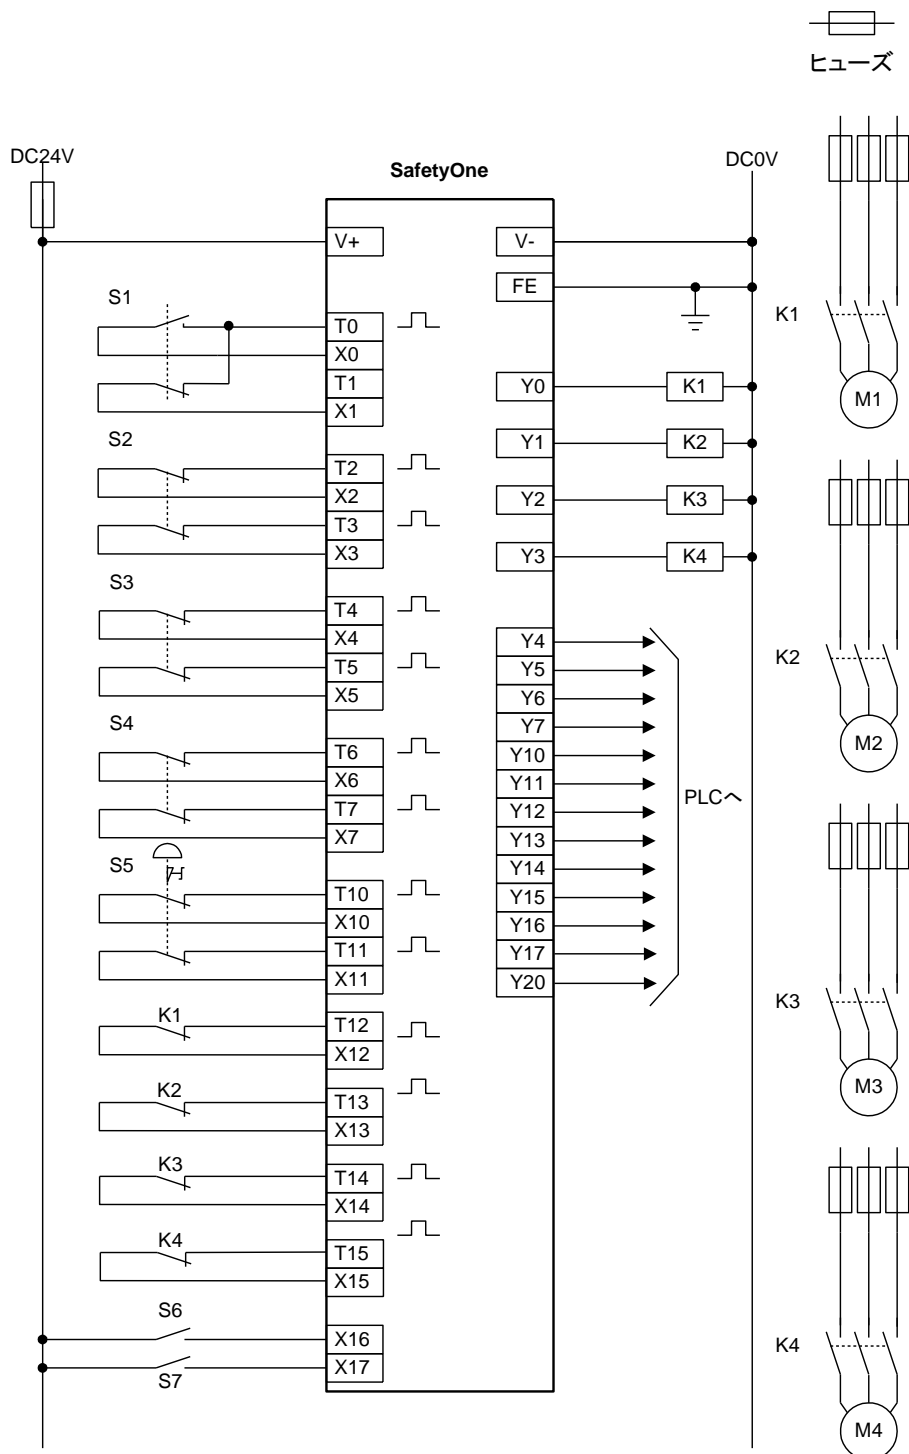 ヒューズ
DC24V
SafetyOne
DC0V
V+
V-
FE
S1
T0
X0
T1
X1
Y0
K1
K1
M1
S2
T2
X2
T3
X3
Y1
K2
Y2
K3
Y3
K4
S3
T4
X4
T5
X5
Y4
Y5
Y6
Y7
Y10
Y11
Y12
Y13
Y14
Y15
Y16
Y17
Y20
PLCへ
K2
M2
S4
T6
X6
T7
X7
S5
T10
X10
T11
X11
K1
T12
X12
K2
T13
X13
K3
T14
X14
K4
T15
X15
K3
M3
S6
X16
X17
S7
K4
M4